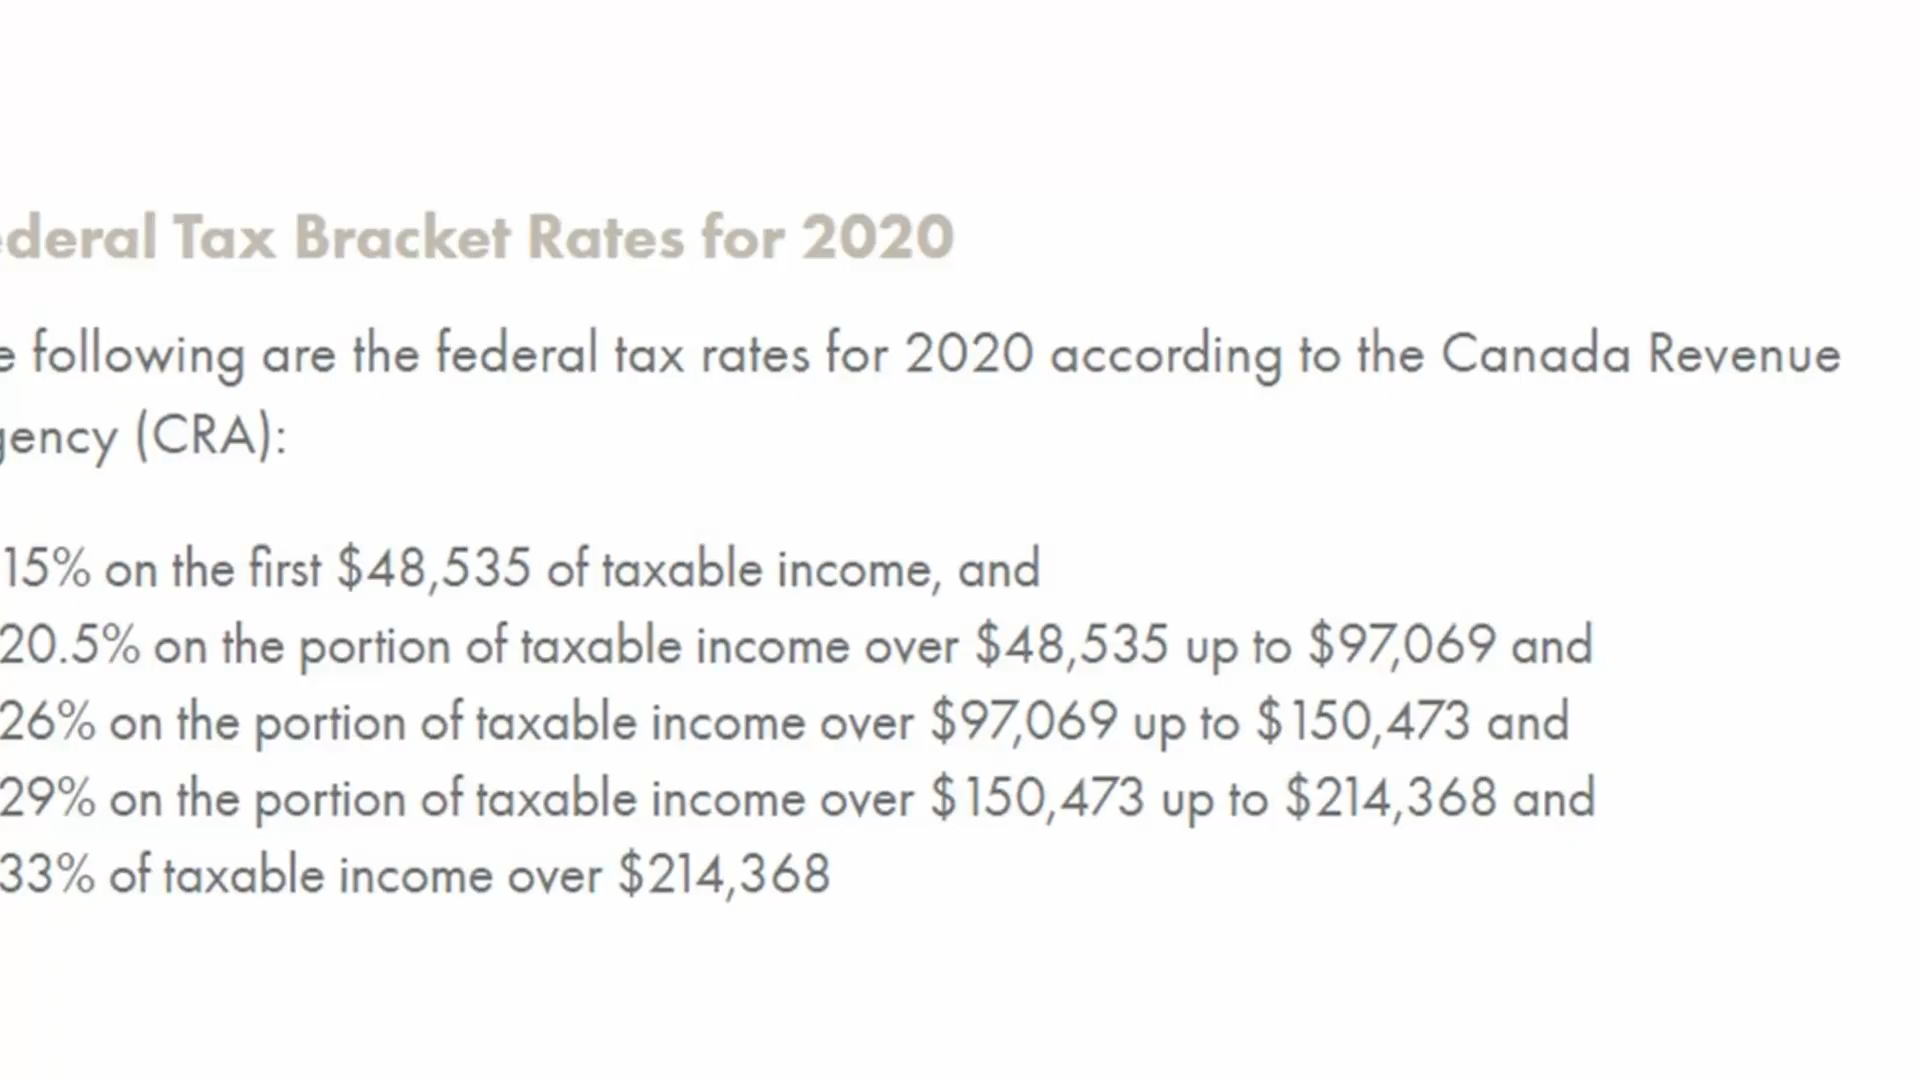 ederal Tax Bracket Rates for 2020
e following are the federal tax rates for 2020 according to the Canada Revenue
gency (CRA):
15% on the first $48,535 of taxable income, and
20.5% on the portion of taxable income over $48,535 up to $97,069 and
26% on the portion of taxable income over $97,069 up to $150,473 and
29% on the portion of taxable income over $150,473 up to $214,368 and
33% of taxable income over $214,368